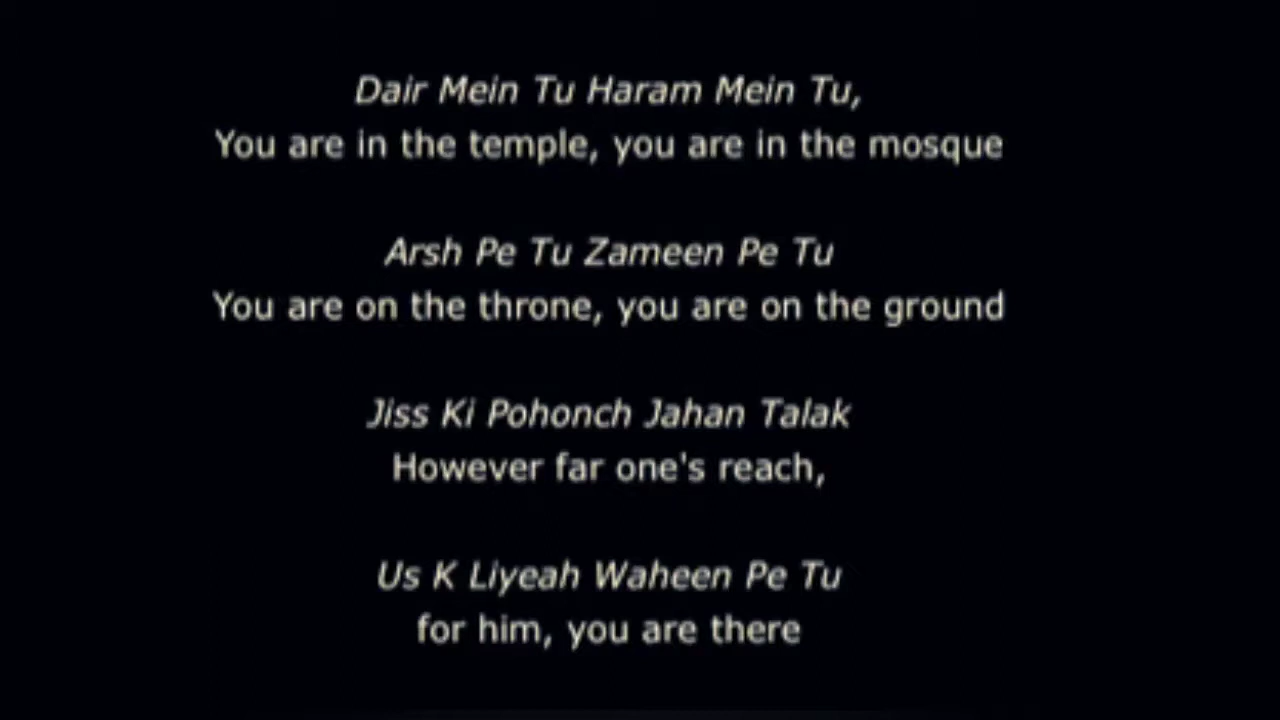 Dair Mein Tu Haram Mein Tu,
You are in the temple, you are in the mosque
Arsh Pe Tu Zameen Pe Tu
You are on the throne, you are on the ground
Jiss Ki Pohonch Jahan Talak
However far one's reach,
Us K Liyeah Waheen Pe Tu
for him, you are there